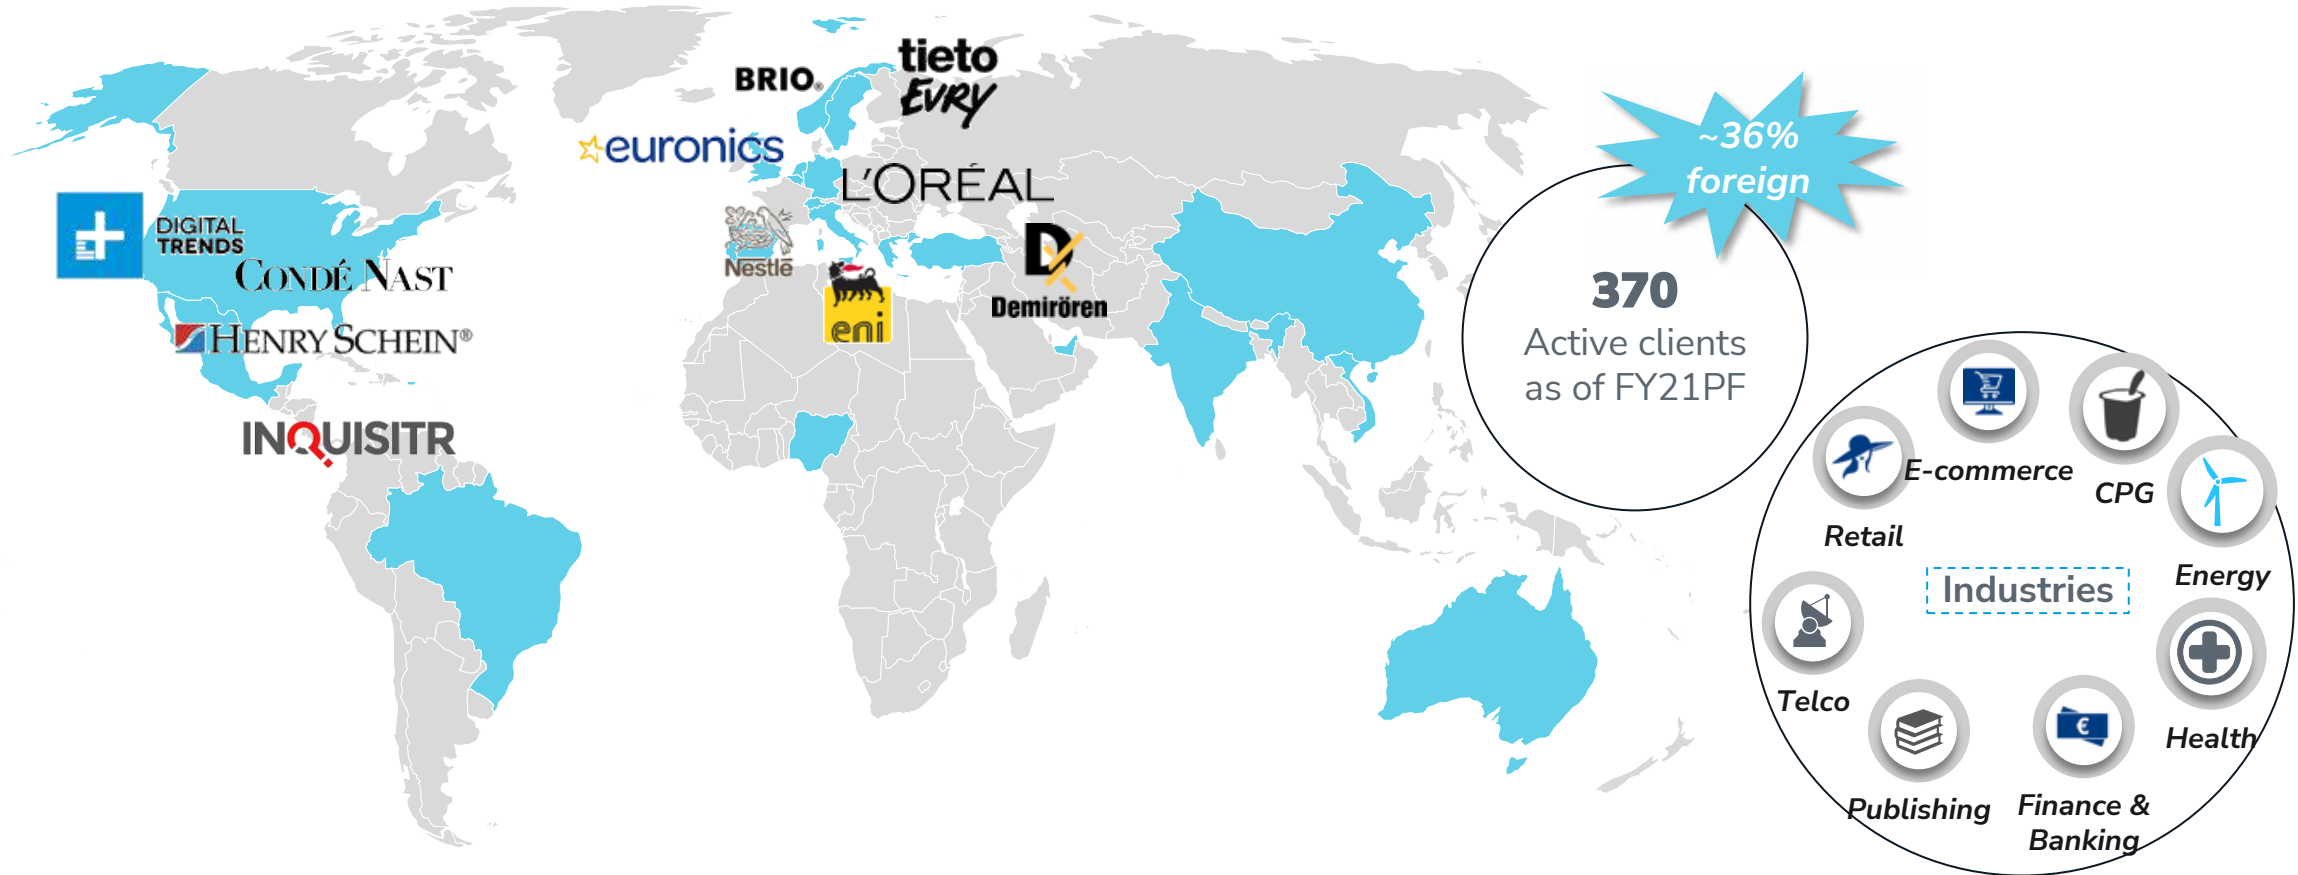 tieto
EVRY
BRIO®
euronics
L'ORÉAL
DIGITAL
TRENDS
CONDÉ NAST
HENRY SCHEIN®
INQUISITR
Nestlē
eni
D
Demirören
~36%
foreign
370
Active clients
as of FY21PF
E-commerce
CPG
Retail
Energy
Industries
Telco
Health
Publishing
Finance &
Banking
€